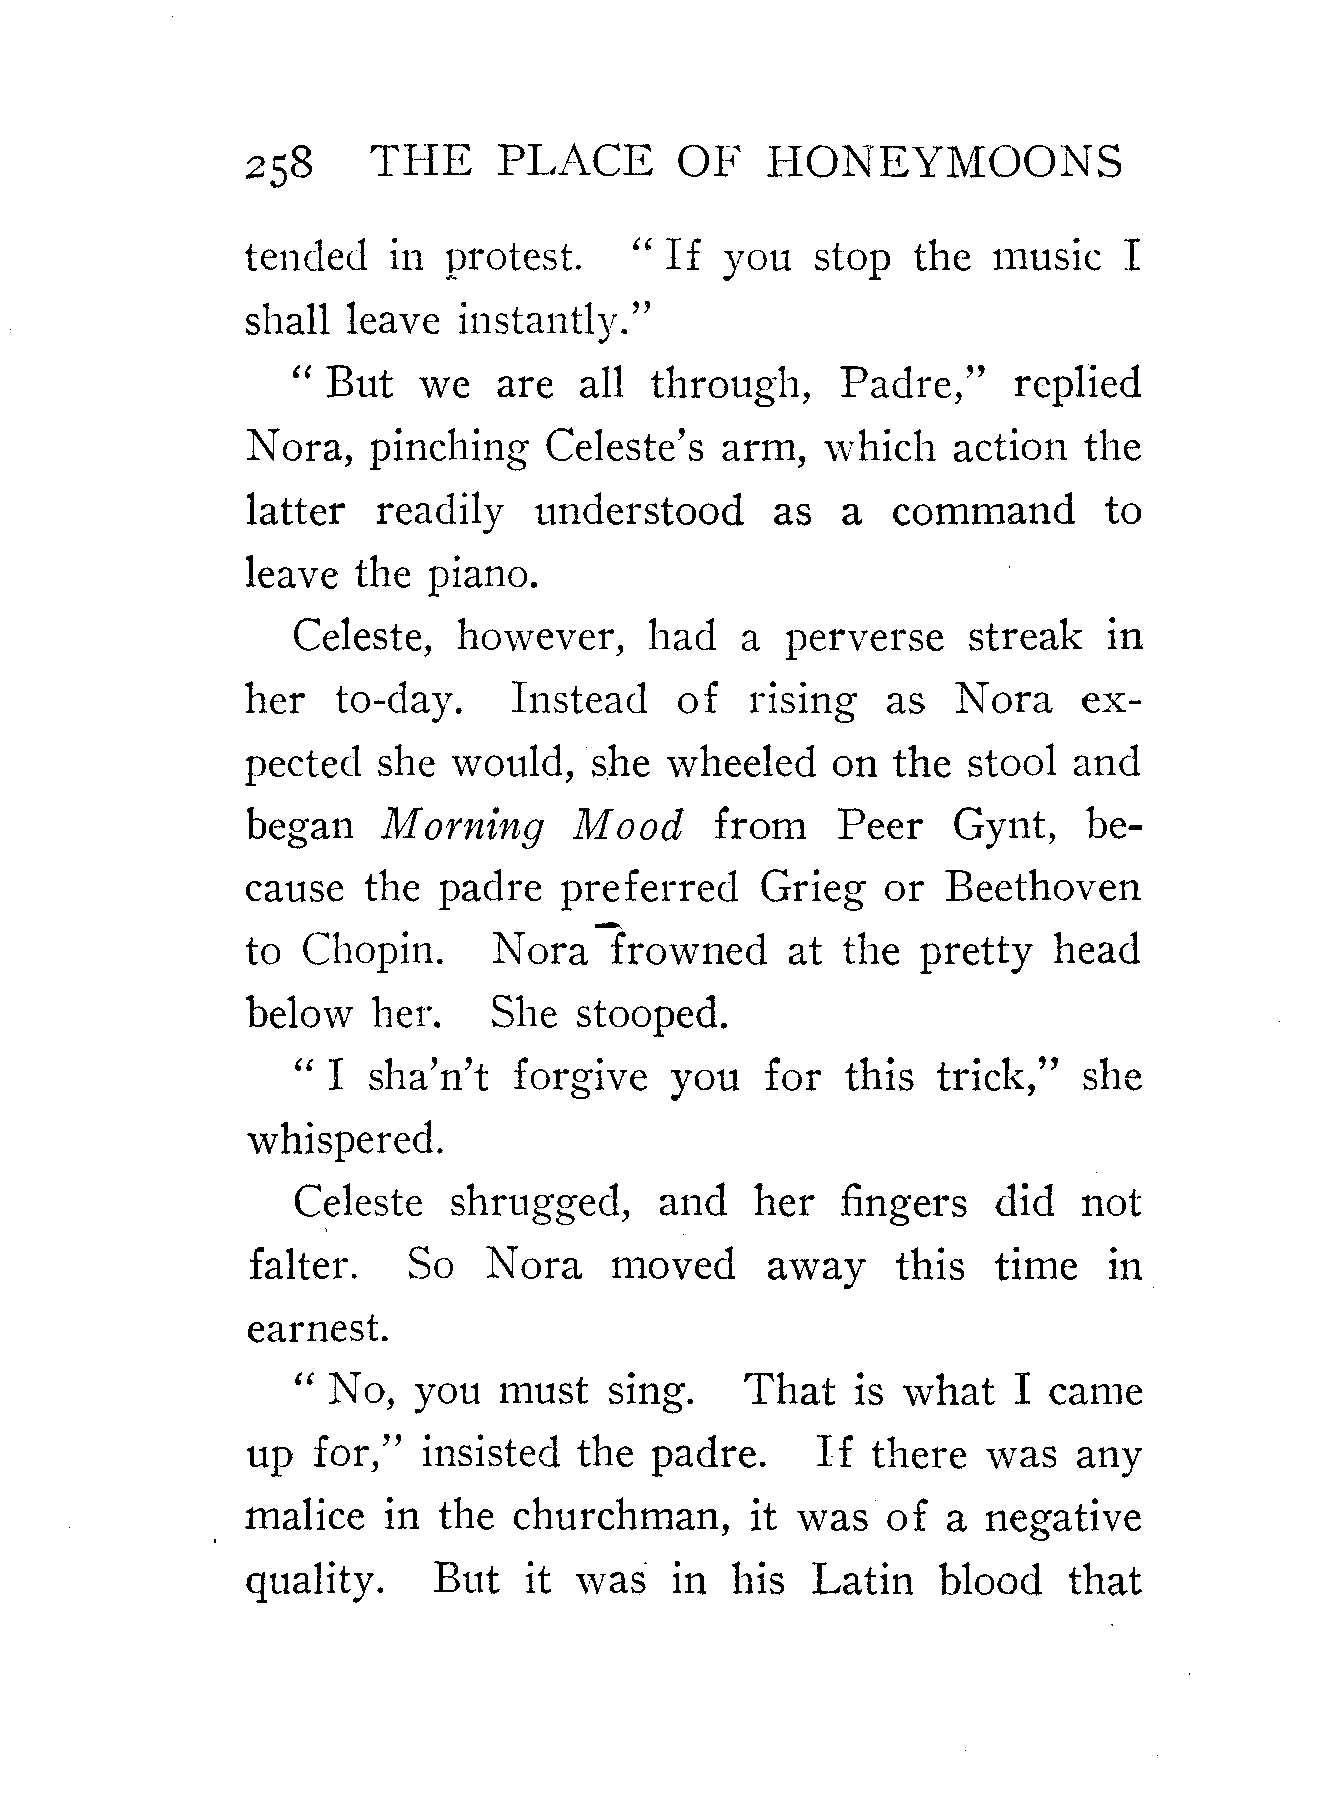 258 THE PLACE OF HONEYMOONS
tended in protest. “ If you stop the music I
shall leave instantly.”
“ But we are all through, Padre,” replied
Nora, pinching Celeste’s arm, which action the
latter readily understood as a command to
leave the piano.
Celeste, however, had a perverse streak in
her to-day. Instead of rising as Nora ex-
pected she would, she wheeled on the stool and
began Morning Mood from Peer Gynt, be-
cause the padre preferred Grieg or Beethoven
to Chopin. Nora frowned at the pretty head
below her. She stooped.
“ I sha’n’t forgive you for this trick,” she
whispered.
Celeste shrugged, and her fingers did not
falter. So Nora moved away this time in
earnest.
“ No, you must sing. That is what I came
up for,” insisted the padre. If there was any
malice in the churchman, it was of a negative
quality. But it was in his Latin blood that